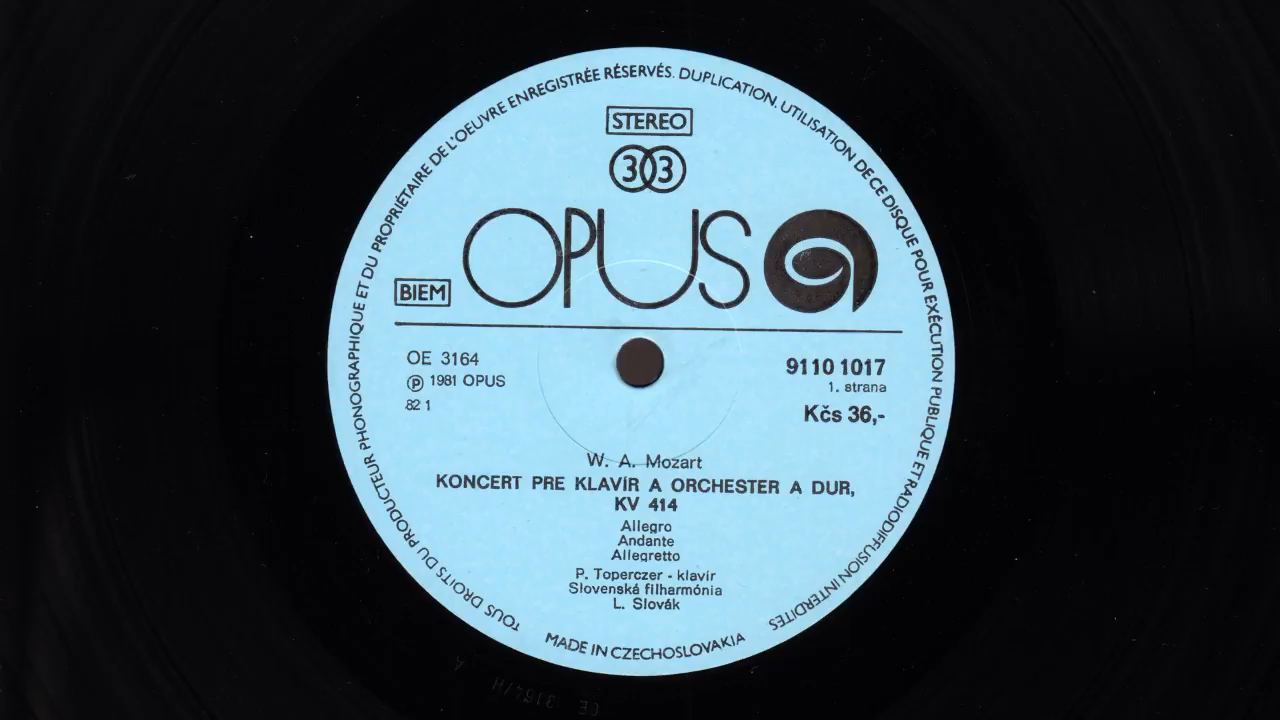 TOUS DROITS DU PRODUCTEUR PHONOGRAPHIQUE ET DU PROPRIÉTAIRE DE L'OEUVRE ENREGISTRÉE RÉSERVÉS. DUPLICATION, UTILISATION DE CE DISQUE POUR EXÉCUTION PUBLIQUE ET RADIODIFFUSION INTERDITES
STEREO
33
OPUS
BIEM
OE 3164
Ⓟ 1981 OPUS
82 1
9110 1017
1. strana
Kčs 36,-
W. A. Mozart
KONCERT PRE KLAVÍR A ORCHESTER A DUR,
KV 414
Allegro
Andante
Allegretto
P. Toperczer - klavír
Slovenská filharmónia
L. Slovák
MADE IN CZECHOSLOVAKIA